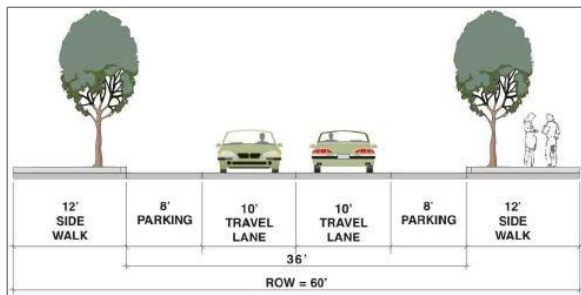 12'
SIDE
WALK
8'
PARKING
10'
TRAVEL
LANE
10'
TRAVEL
LANE
8'
PARKING
12'
SIDE
WALK
36'
ROW = 60'